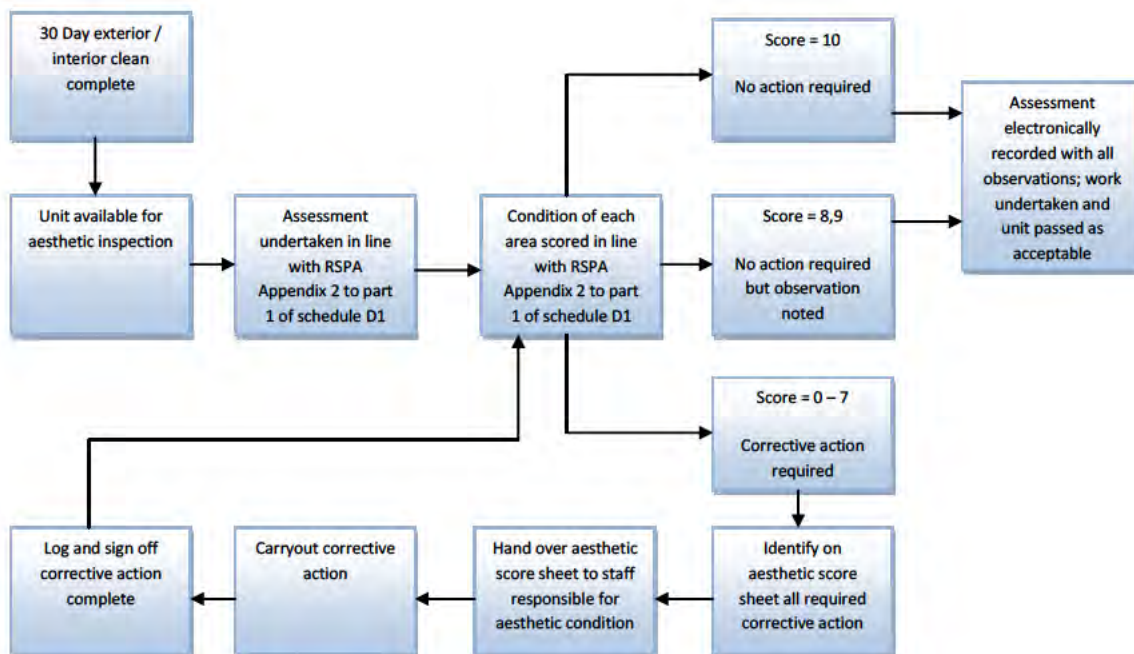 30 Day exterior /
interior clean
complete
Score = 10
No action required
Assessment
electronically
recorded with all
observations; work
undertaken and
unit passed as
acceptable
Unit available for
aesthetic inspection
Assessment
undertaken in line
with RSPA
Appendix 2 to part
1 of schedule D1
Condition of each
area scored in line
with RSPA
Appendix 2 to part
1 of schedule D1
Score = 8,9
No action required
but observation
noted
Score = 0 – 7
Corrective action
required
Log and sign off
corrective action
complete
Carryout corrective
action
Hand over aesthetic
score sheet to staff
responsible for
aesthetic condition
Identify on
aesthetic score
sheet all required
corrective action